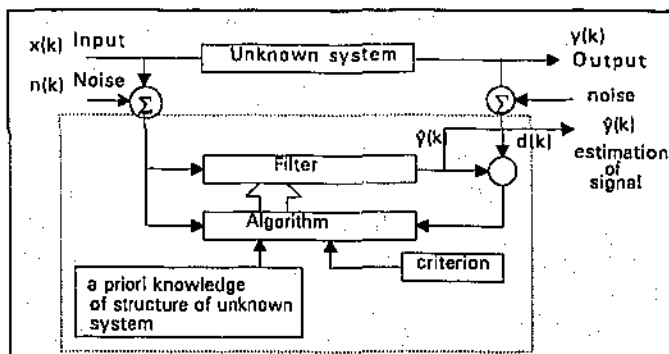 x(k) Input
Unknown system
y(k)
Output
n(k) Noise
Σ
Σ
noise
ŷ(k)
d(k)
ŷ(k)
estimation
of
signal
Filter
Algorithm
a priori knowledge
of structure of unknown
system
criterion